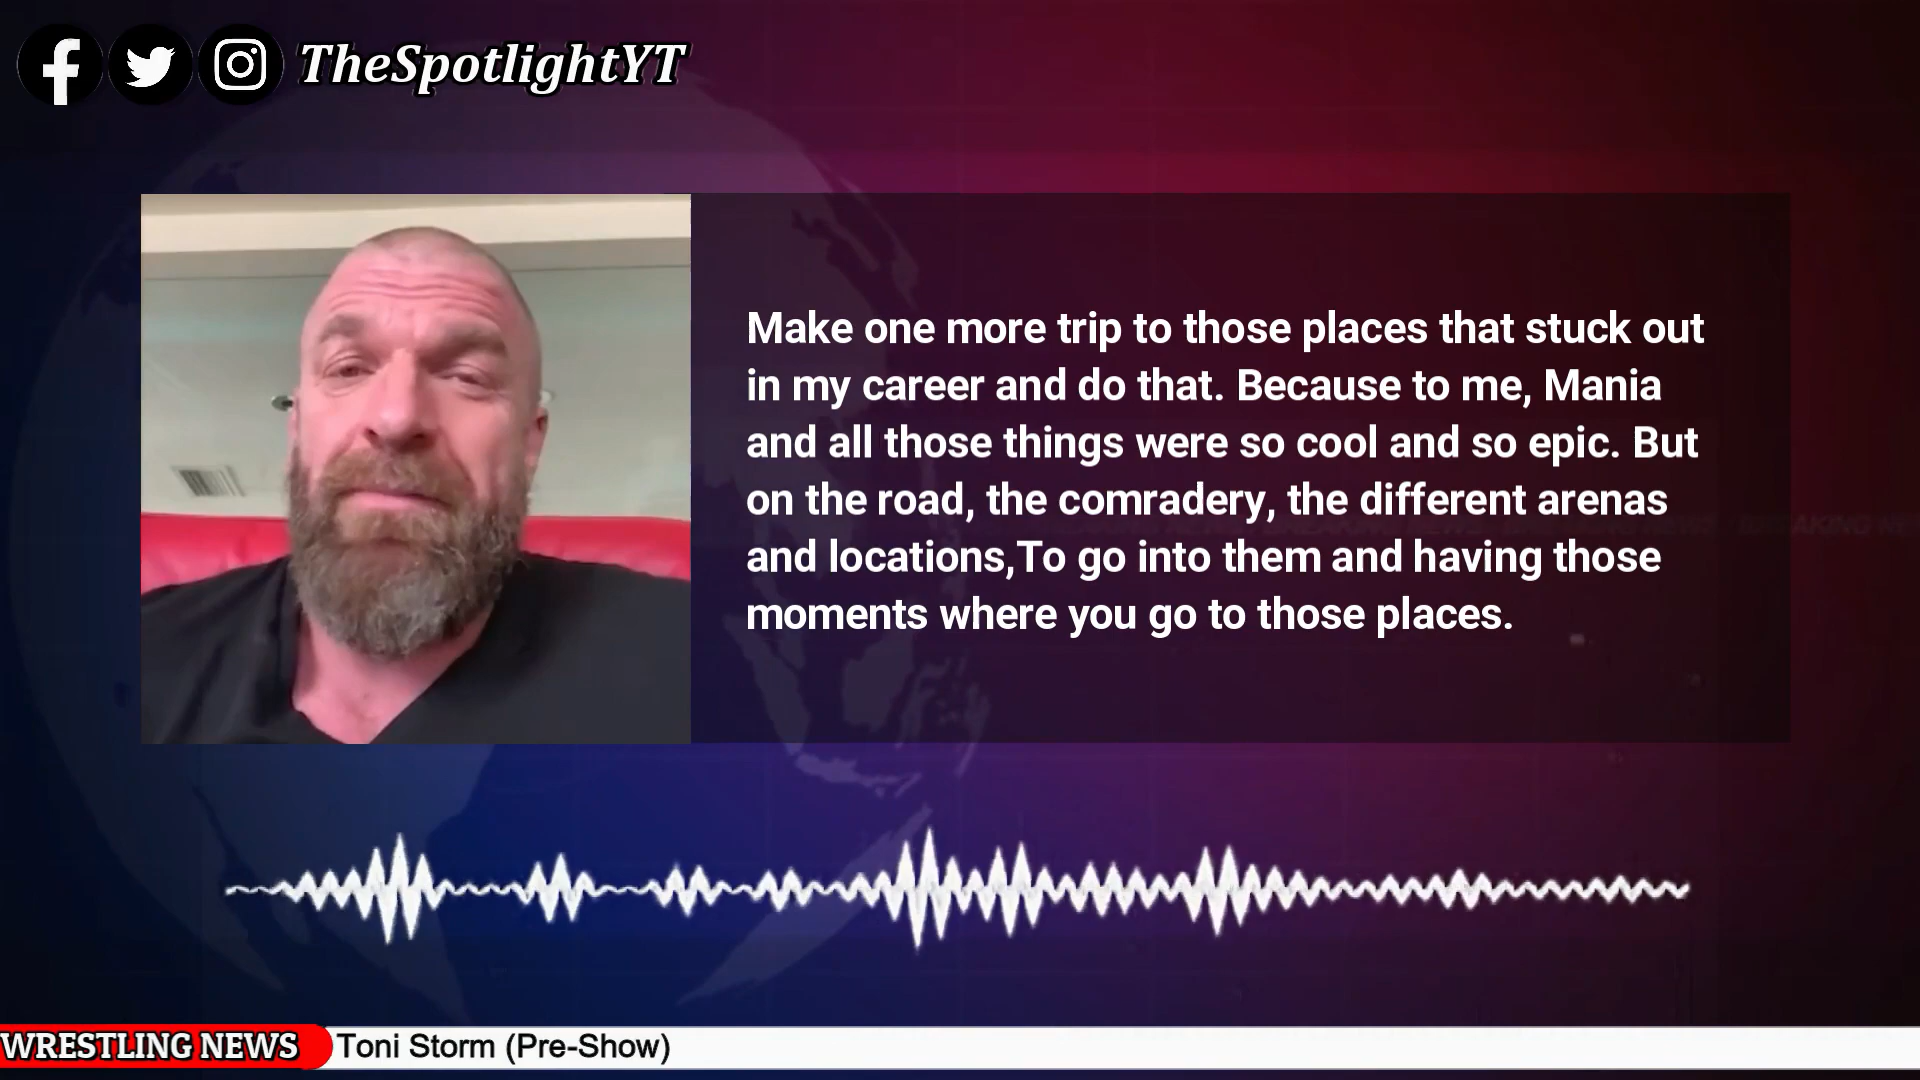 TheSpotlightYT
Make one more trip to those places that stuck out
in my career and do that. Because to me, Mania
and all those things were so cool and so epic. But
on the road, the comradery, the different arenas
and locations,To go into them and having those
moments where you go to those places.
WRESTLING NEWS
Toni Storm (Pre-Show)